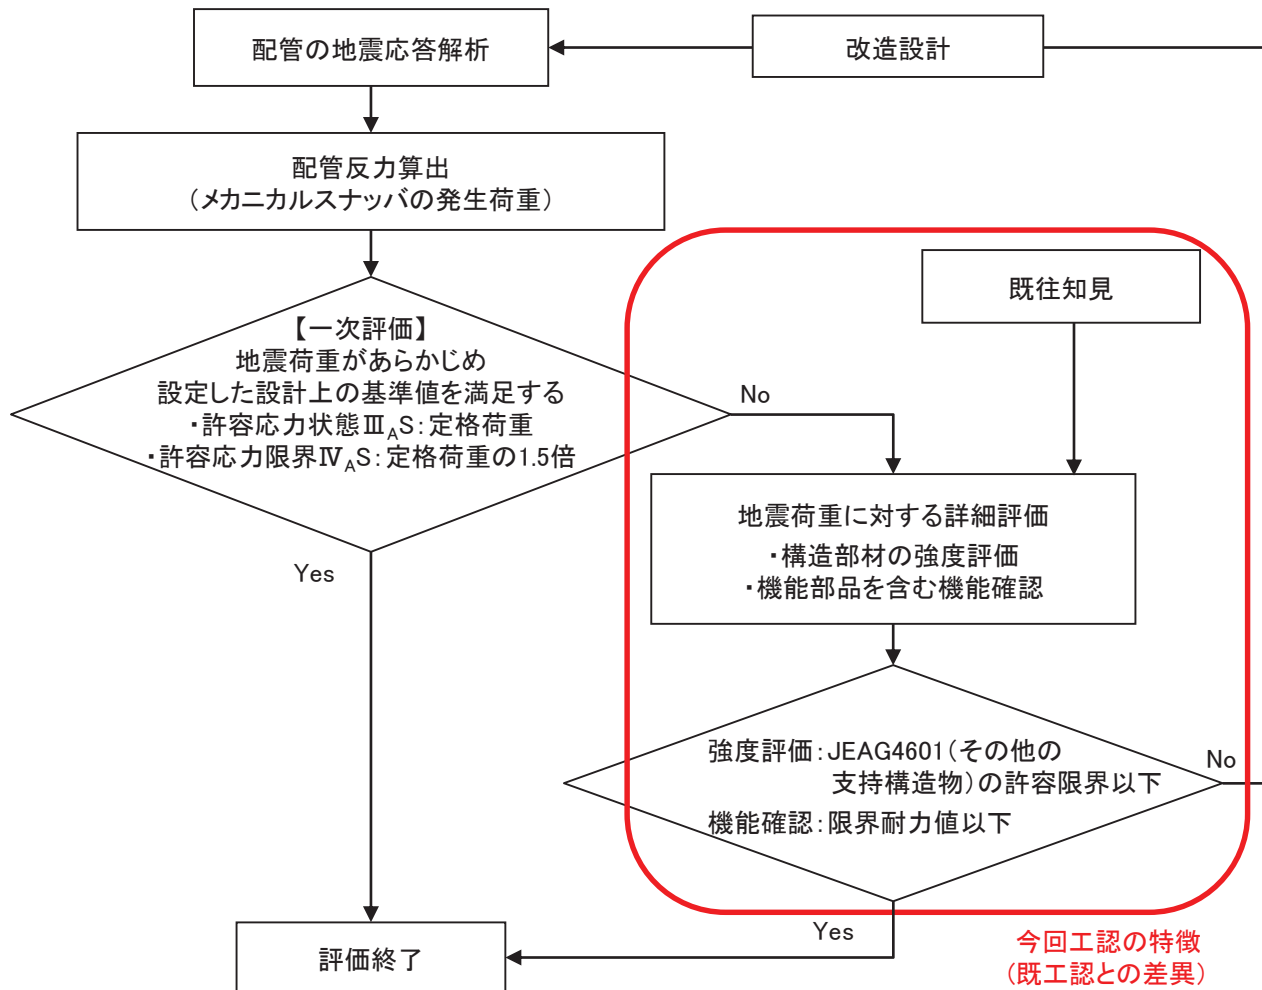 配管の地震応答解析
改造設計
配管反力算出
（メカニカルスナッバの発生荷重）
【一次評価】
地震荷重があらかじめ
設定した設計上の基準値を満足する
・許容応力状態ⅢAS：定格荷重
・許容応力限界ⅣAS：定格荷重の1.5倍
No
Yes
既往知見
地震荷重に対する詳細評価
・構造部材の強度評価
・機能部品を含む機能確認
強度評価：JEAG4601（その他の
支持構造物）の許容限界以下
機能確認：限界耐力値以下
No
Yes
評価終了
今回工認の特徴
（既工認との差異）